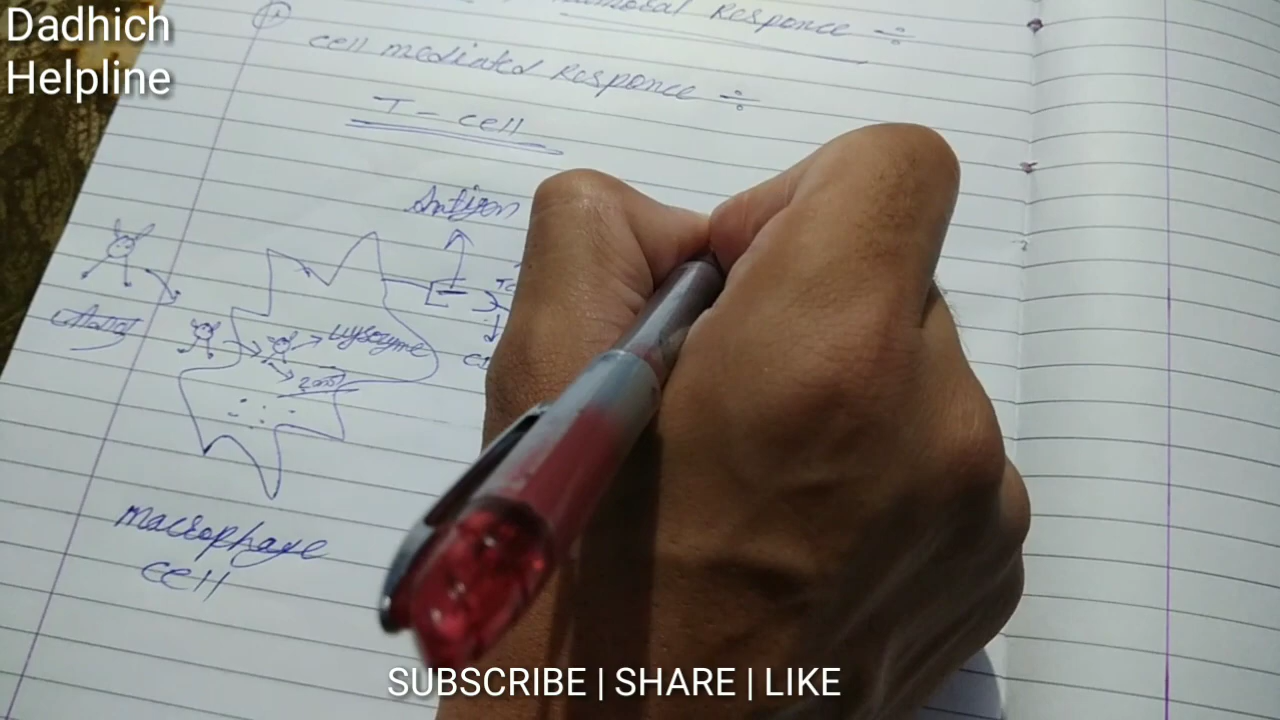 Dadhich
Helpline
Responce ÷
cell mediated Responce ÷
T - cell
Antigen
Lysozyme
macrophage
cell
SUBSCRIBE | SHARE | LIKE